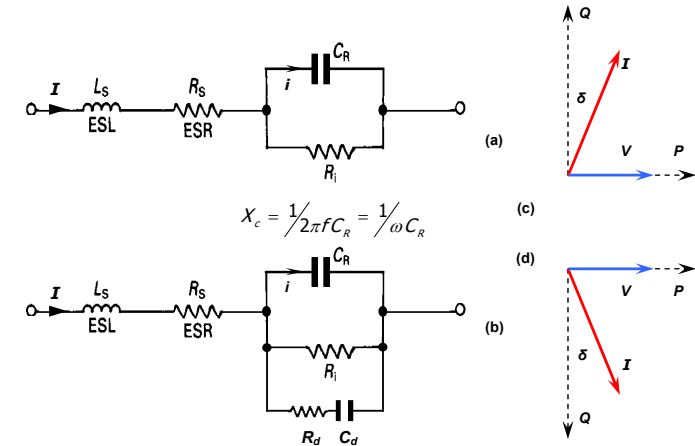 I L_S R_S i C_R
ESL ESR
R_i
(a)
X_c = 1/2πfC_R = 1/ωC_R
I L_S R_S i C_R
ESL ESR
R_i
R_d C_d
(b)
Q
I
δ
V P
(c)
(d)
V P
δ I
Q